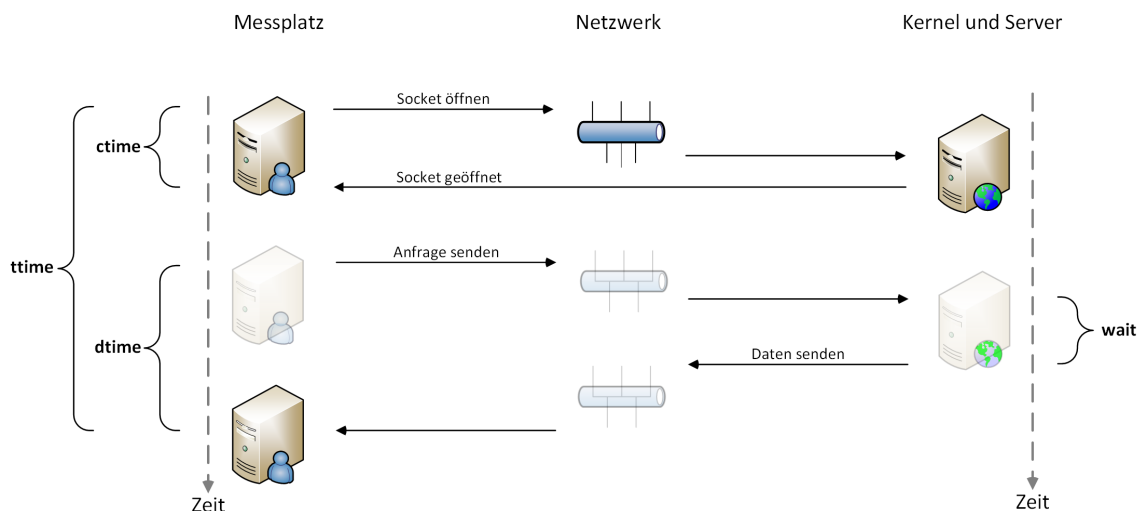 Messplatz
Netzwerk
Kernel und Server
Socket öffnen
ctime
Socket geöffnet
Anfrage senden
ttime
wait
dtime
Daten senden
Zeit
Zeit